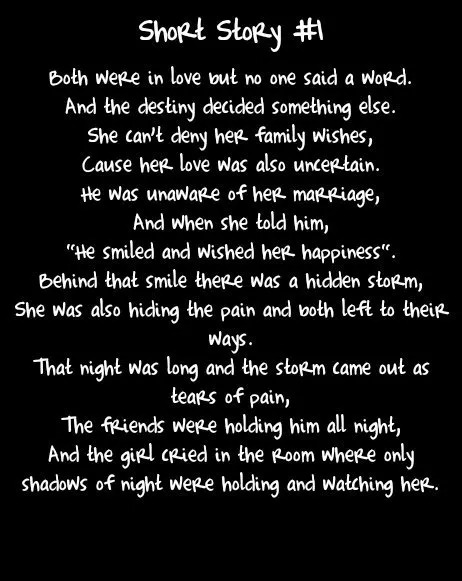 Short Story #1
Both were in love but no one said a word.
And the destiny decided something else.
She can't deny her family wishes,
Cause her love was also uncertain.
He was unaware of her marriage,
And when she told him,
"He smiled and wished her happiness".
Behind that smile there was a hidden storm,
She was also hiding the pain and both left to their
ways.
That night was long and the storm came out as
tears of pain,
The friends were holding him all night,
And the girl cried in the room where only
shadows of night were holding and watching her.